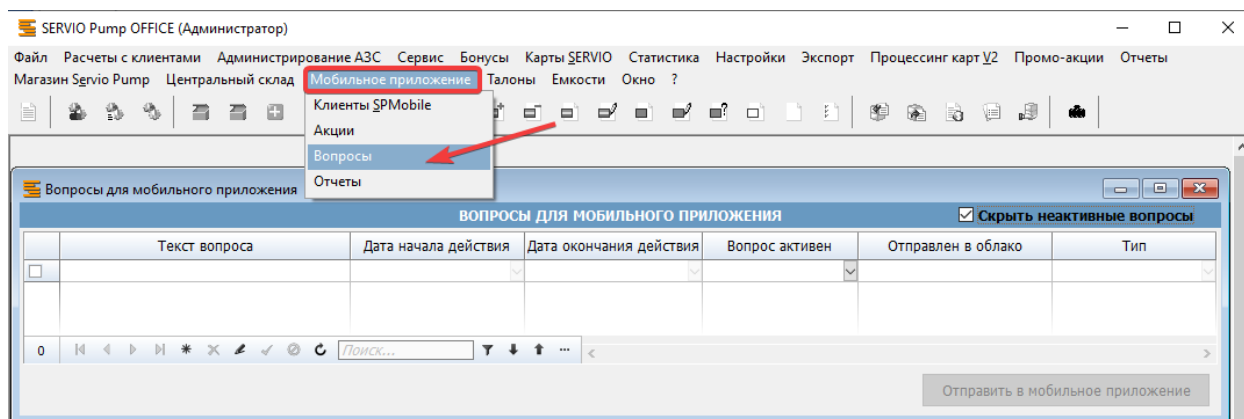 SERVIO Pump OFFICE (Администратор)
Файл Расчеты с клиентами Администрирование АЗС Сервис Бонусы Карты SERVIO Статистика Настройки Экспорт Процессинг карт V2 Промо-акции Отчеты
Магазин Servio Pump Центральный склад Мобильное приложение Талоны Емкости Окно ?
Клиенты SPMobile
Акции
Вопросы
Отчеты
Вопросы для мобильного приложения
ВОПРОСЫ ДЛЯ МОБИЛЬНОГО ПРИЛОЖЕНИЯ Скрыть неактивные вопросы
Текст вопроса Дата начала действия Дата окончания действия Вопрос активен Отправлен в облако Тип
0 Поиск...
Отправить в мобильное приложение